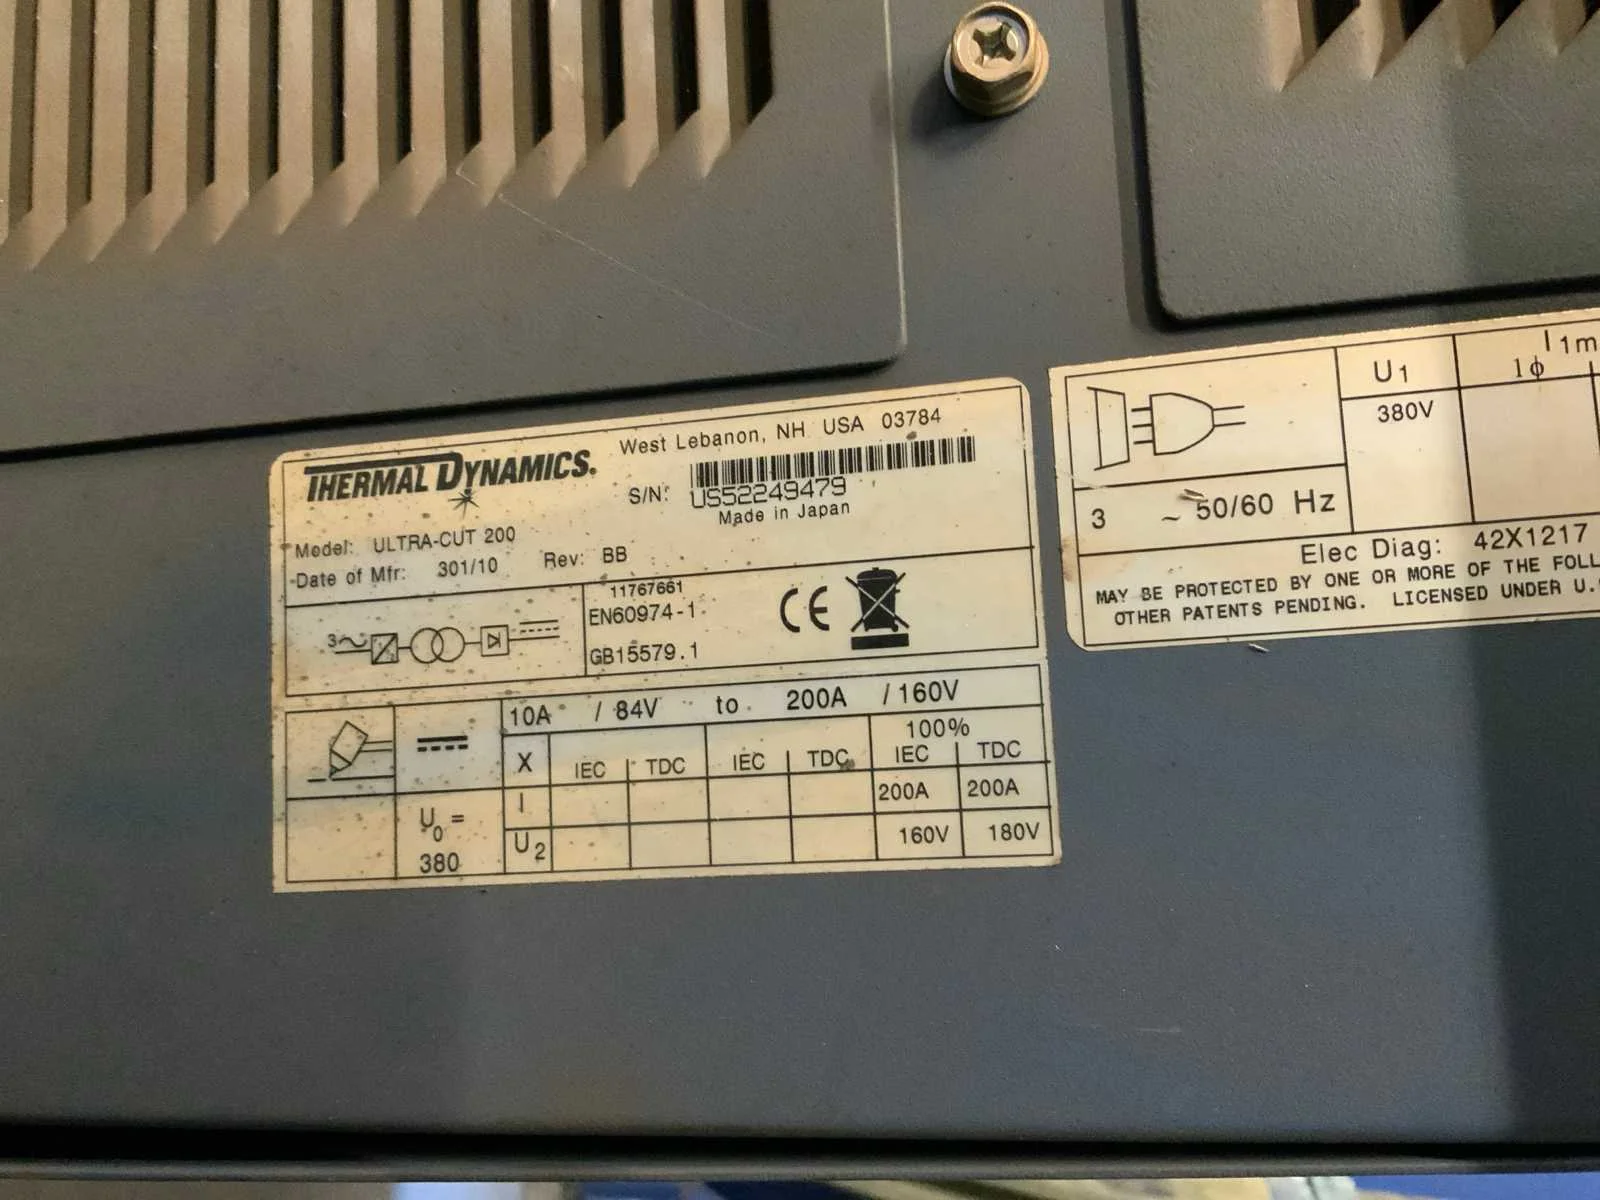 THERMAL DYNAMICS.
West Lebanon, NH USA 03784
S/N: US52249479
Made in Japan
Model: ULTRA-CUT 200
Date of Mfr: 301/10 Rev: BB
11767661
EN60974-1
GB15579.1
CE
3~
10A / 84V to 200A / 160V
100%
X IEC TDC IEC TDC IEC TDC
I 200A 200A
U0 = 380
U2 160V 180V
U1 I1m
1ϕ
380V
3 ~ 50/60 Hz
Elec Diag: 42X1217
MAY BE PROTECTED BY ONE OR MORE OF THE FOLL
OTHER PATENTS PENDING. LICENSED UNDER U.